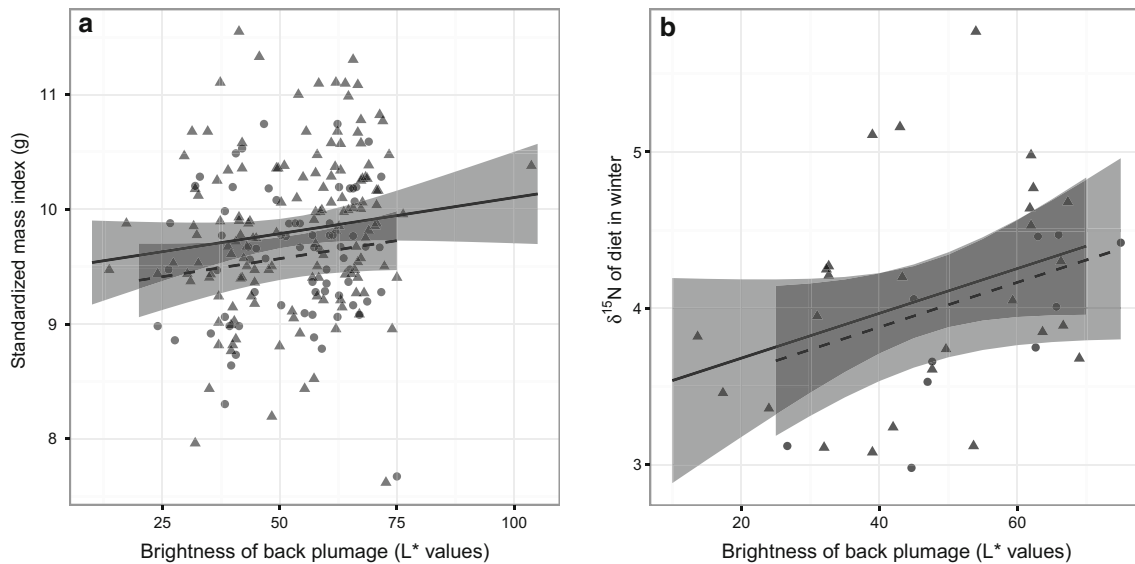 a
Standardized mass index (g)
11
10
9
8
25 50 75 100
Brightness of back plumage (L* values)
b
δ¹⁵N of diet in winter
5
4
3
20 40 60
Brightness of back plumage (L* values)